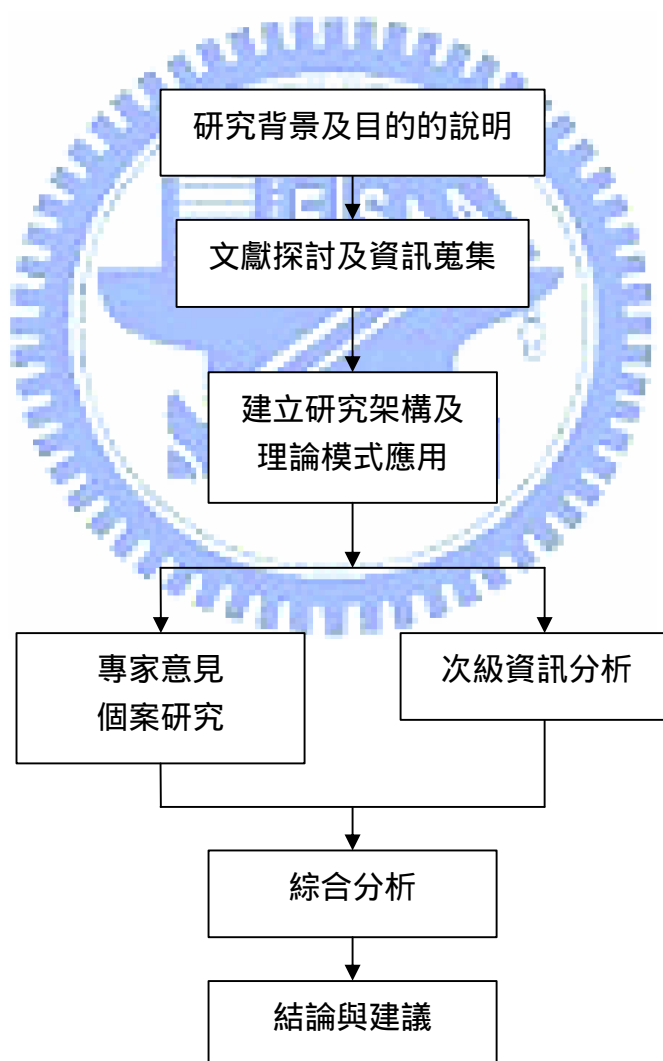 研究背景及目的的說明
文獻探討及資訊蒐集
建立研究架構及
理論模式應用
專家意見
個案研究
次級資訊分析
綜合分析
結論與建議